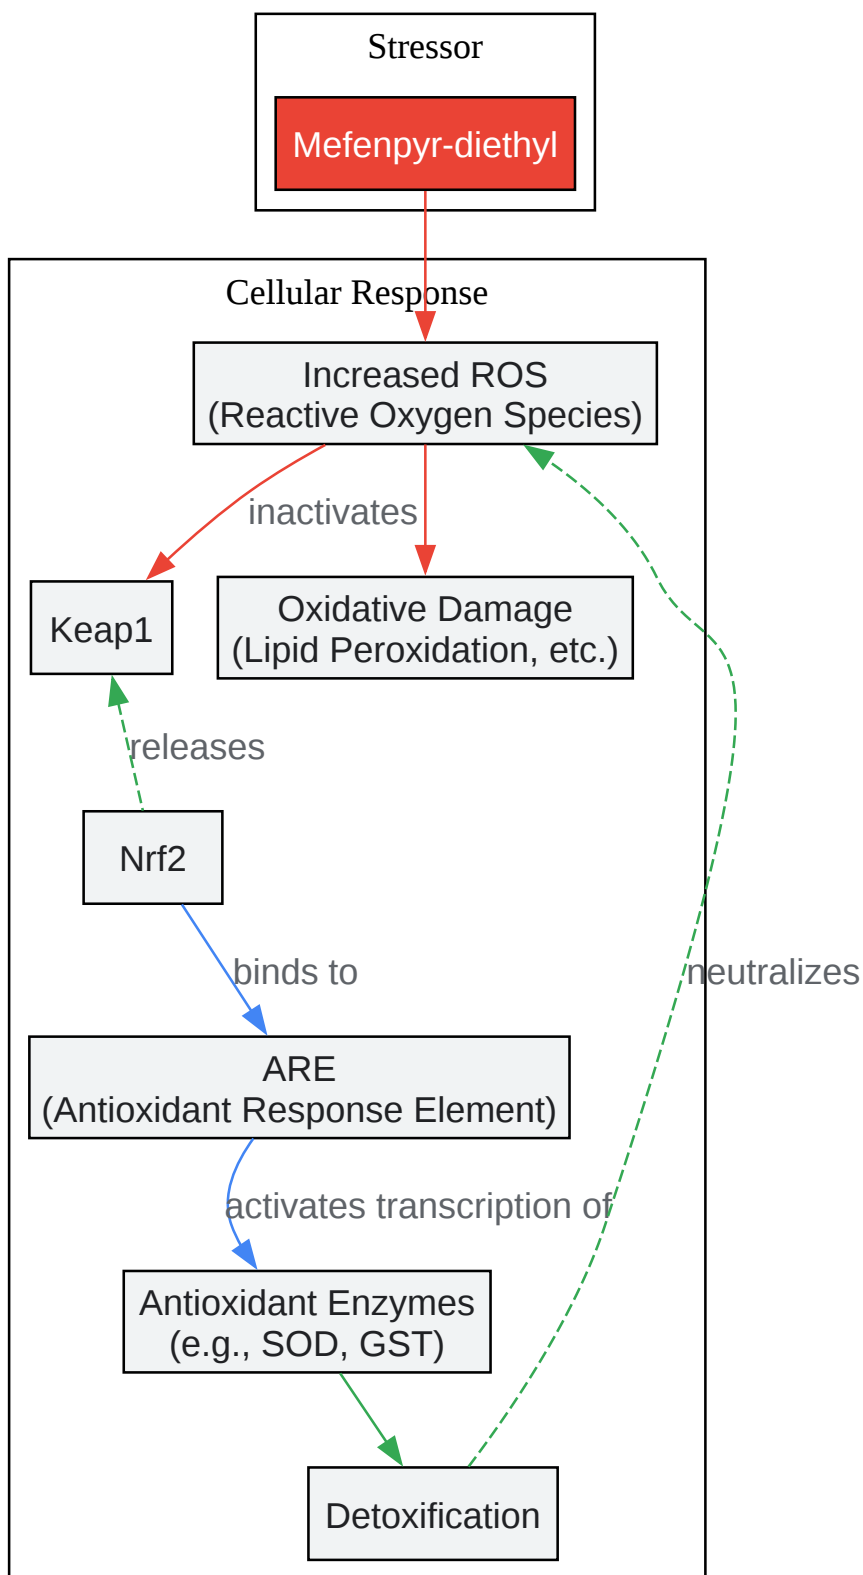 Stressor
Mefenpyr-diethyl
Cellular Response
Increased ROS
(Reactive Oxygen Species)
inactivates
Keap1
Oxidative Damage
(Lipid Peroxidation, etc.)
releases
Nrf2
binds to
neutralizes
ARE
(Antioxidant Response Element)
activates transcription of
Antioxidant Enzymes
(e.g., SOD, GST)
Detoxification